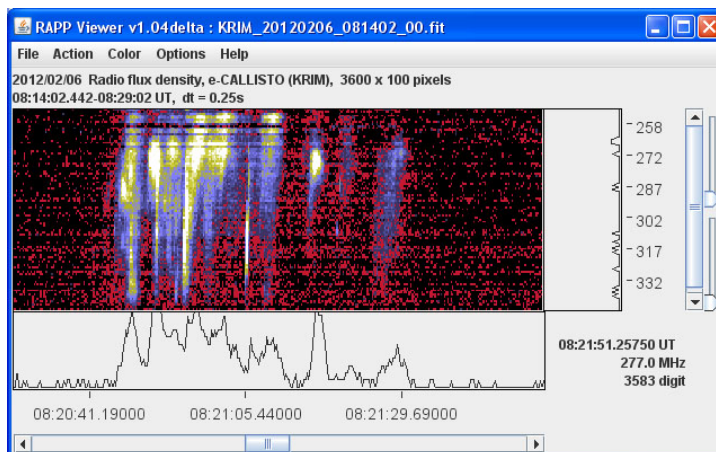 RAPP Viewer v1.04delta : KRIM_20120206_081402_00.fit
File Action Color Options Help
2012/02/06 Radio flux density, e-CALLISTO (KRIM), 3600 x 100 pixels
08:14:02.442-08:29:02 UT, dt = 0.25s
258
272
287
302
317
332
08:21:51.25750 UT
277.0 MHz
3583 digit
08:20:41.19000 08:21:05.44000 08:21:29.69000